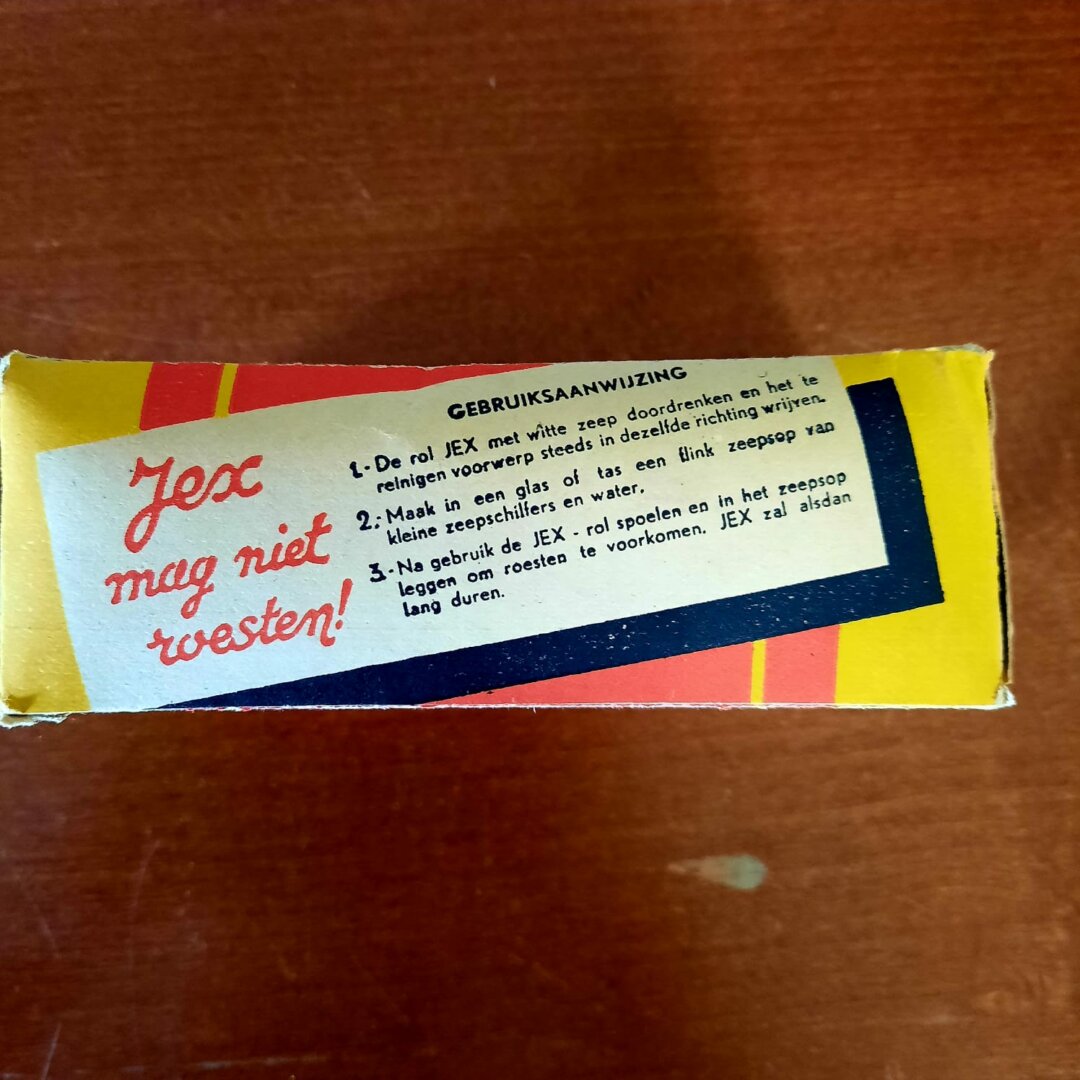 Jex
mag niet
roesten!
GEBRUIKSAANWIJZING
1.- De rol JEX met witte zeep doordrenken en het te
reinigen voorwerp steeds in dezelfde richting wrijven.
2.- Maak in een glas of tas een flink zeepsop van
kleine zeepschilfers en water.
3.- Na gebruik de JEX - rol spoelen en in het zeepsop
leggen om roesten te voorkomen. JEX zal alsdan
lang duren.